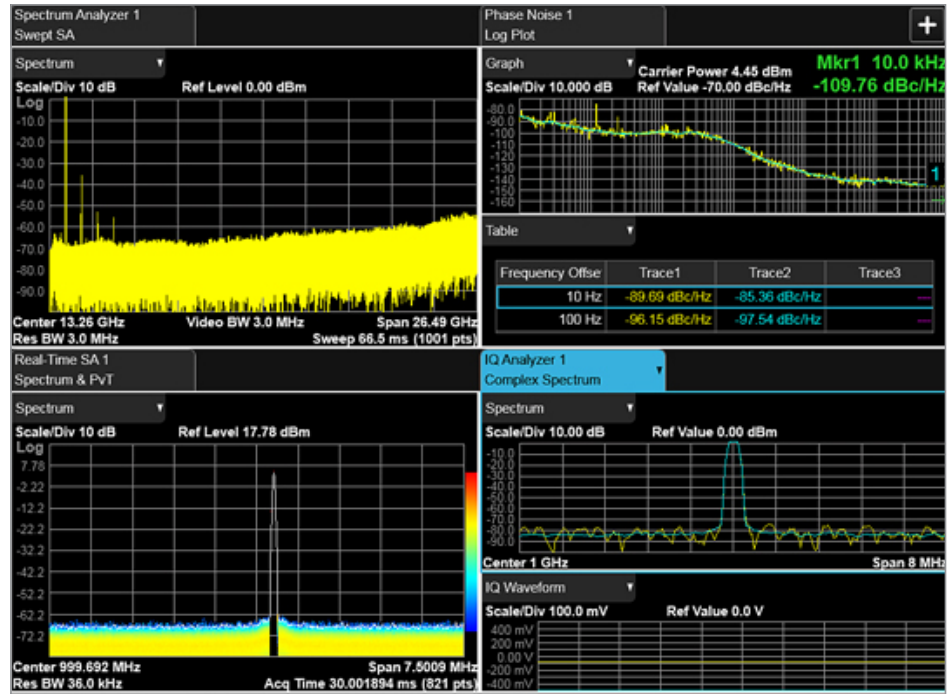 Spectrum Analyzer 1
Swept SA
Spectrum
Scale/Div 10 dB Ref Level 0.00 dBm
Log
-10.0
-20.0
-30.0
-40.0
-50.0
-60.0
-70.0
-80.0
-90.0
Center 13.26 GHz Video BW 3.0 MHz Span 26.49 GHz
Res BW 3.0 MHz Sweep 66.5 ms (1001 pts)
Phase Noise 1
Log Plot
+
Graph
Carrier Power 4.45 dBm Mkr1 10.0 kHz
Scale/Div 10.000 dB Ref Value -70.00 dBc/Hz -109.76 dBc/Hz
-80.0
-90.0
-100
-110
-120
-130
-140
-150
-160
1
Table
Frequency Offse Trace1 Trace2 Trace3
10 Hz -89.69 dBc/Hz -85.36 dBc/Hz ---
100 Hz -96.15 dBc/Hz -97.54 dBc/Hz ---
Real-Time SA 1
Spectrum & PvT
Spectrum
Scale/Div 10 dB Ref Level 17.78 dBm
Log
7.78
-2.22
-12.2
-22.2
-32.2
-42.2
-52.2
-62.2
-72.2
Center 999.692 MHz Span 7.5009 MHz
Res BW 36.0 kHz Acq Time 30.001894 ms (821 pts)
IQ Analyzer 1
Complex Spectrum
Spectrum
Scale/Div 10.00 dB Ref Value 0.00 dBm
-10.0
-20.0
-30.0
-40.0
-50.0
-60.0
-70.0
-80.0
-90.0
Center 1 GHz Span 8 MHz
IQ Waveform
Scale/Div 100.0 mV Ref Value 0.0 V
400 mV
200 mV
0.00 V
-200 mV
-400 mV